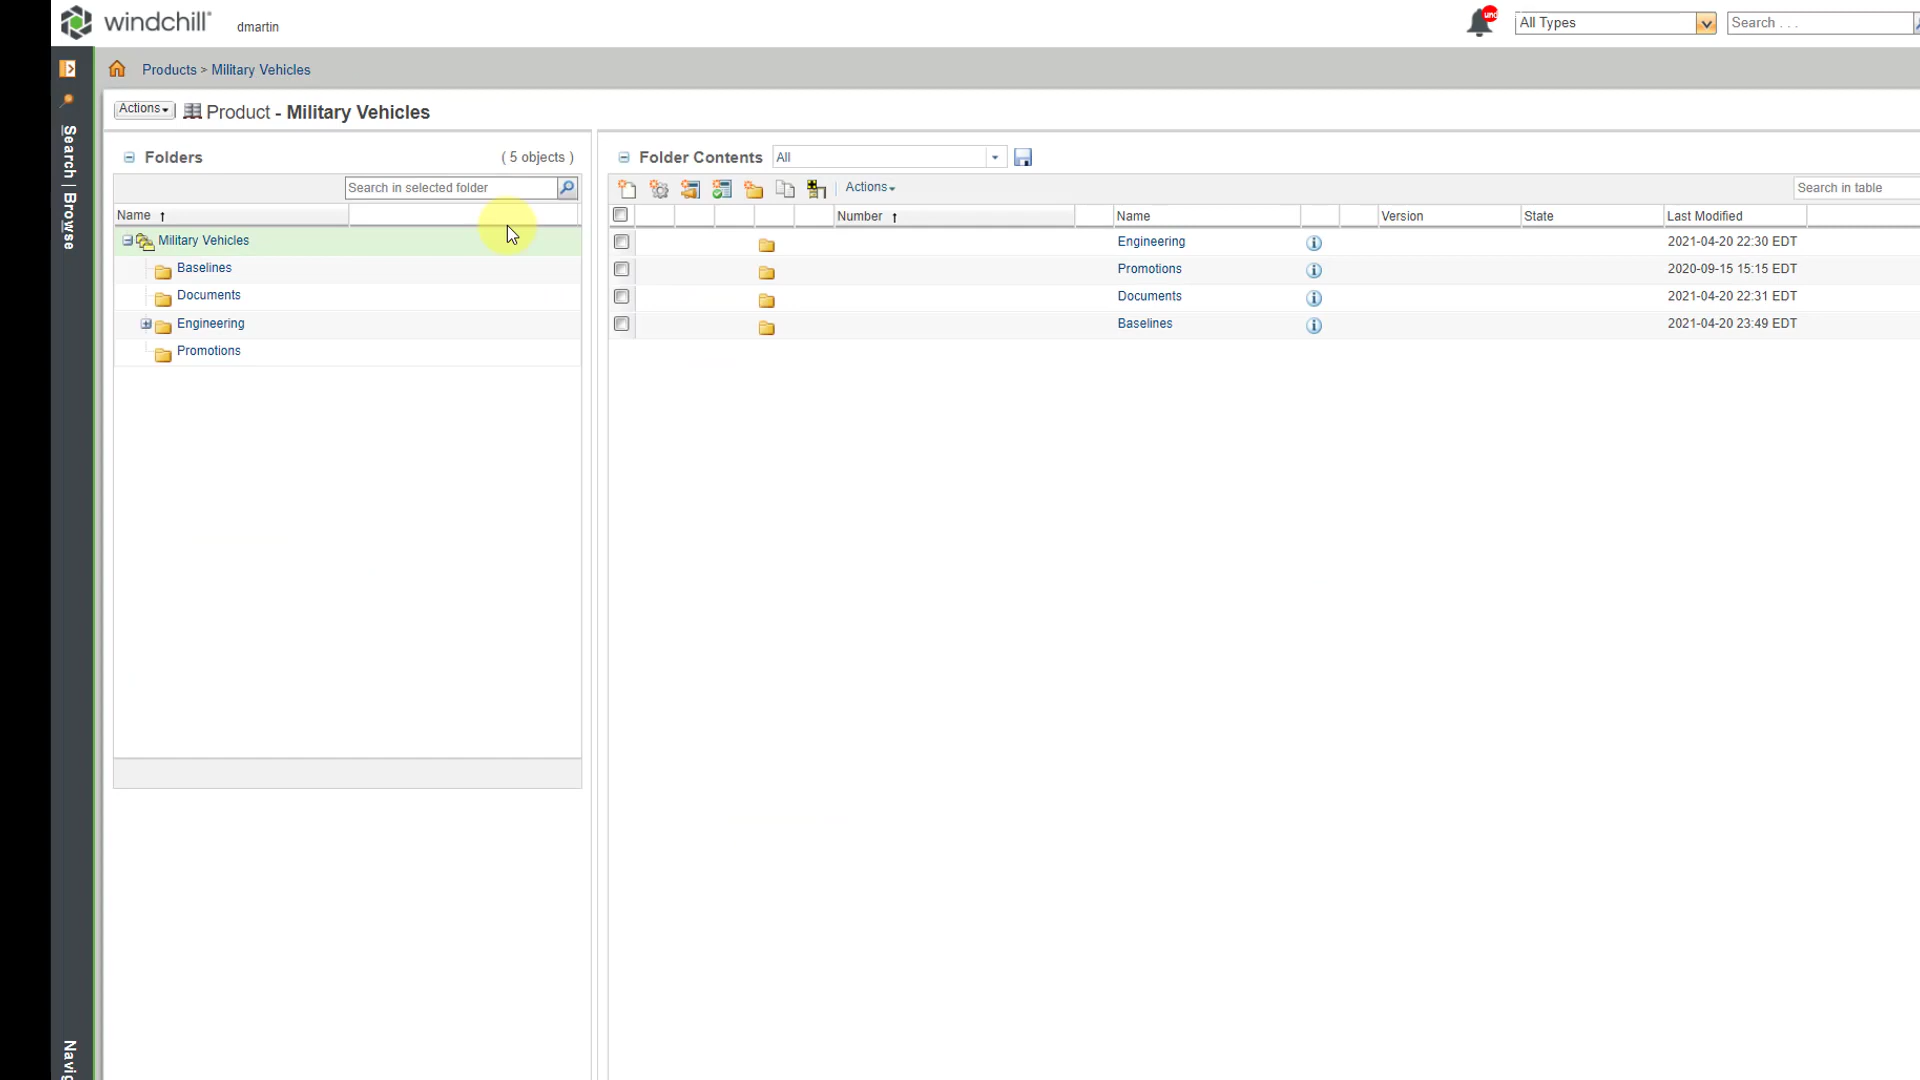 windchill® dmartin
und
All Types
Search . . .
Products > Military Vehicles
Actions
Product - Military Vehicles
Search | Browse
Folders ( 5 objects )
Search in selected folder
Name ↑
Military Vehicles
Baselines
Documents
Engineering
Promotions
Folder Contents All
Actions
Search in table
Number ↑ Name Version State Last Modified
Engineering 2021-04-20 22:30 EDT
Promotions 2020-09-15 15:15 EDT
Documents 2021-04-20 22:31 EDT
Baselines 2021-04-20 23:49 EDT
Navig